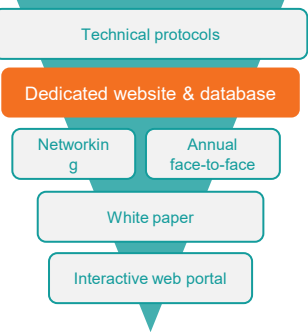 Technical protocols
Dedicated website & database
Networkin
g
Annual
face-to-face
White paper
Interactive web portal